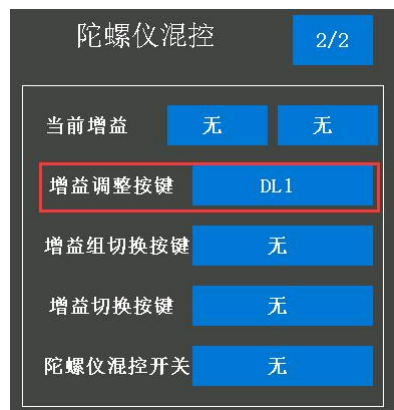 陀螺仪混控 2/2
当前增益 无 无
增益调整按键 DL1
增益组切换按键 无
增益切换按键 无
陀螺仪混控开关 无